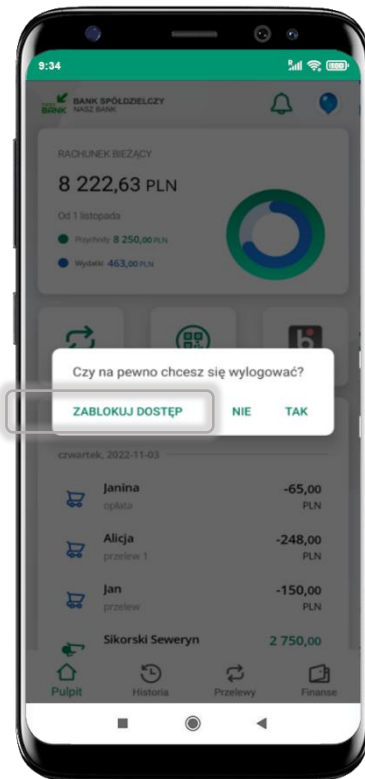 9:34
BANK SPÓŁDZIELCZY
NASZ BANK
RACHUNEK BIEŻĄCY
8 222,63 PLN
Od 1 listopada
Przychody 8 250,00 PLN
Wydatki 463,00 PLN
Czy na pewno chcesz się wylogować?
ZABLOKUJ DOSTĘP NIE TAK
czwartek, 2022-11-03
Janina -65,00
opłata PLN
Alicja -248,00
przelew 1 PLN
Jan -150,00
przelew PLN
Sikorski Seweryn 2 750,00
Pulpit Historia Przelewy Finanse